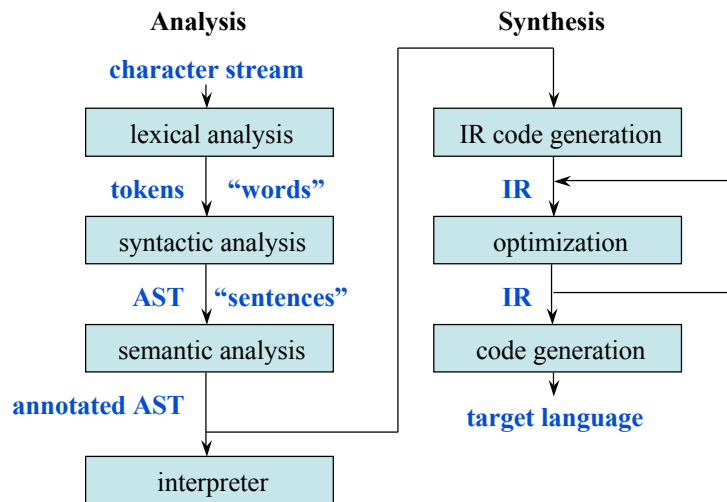 Analysis
character stream
lexical analysis
tokens “words”
syntactic analysis
AST “sentences”
semantic analysis
annotated AST
interpreter
Synthesis
IR code generation
IR
optimization
IR
code generation
target language